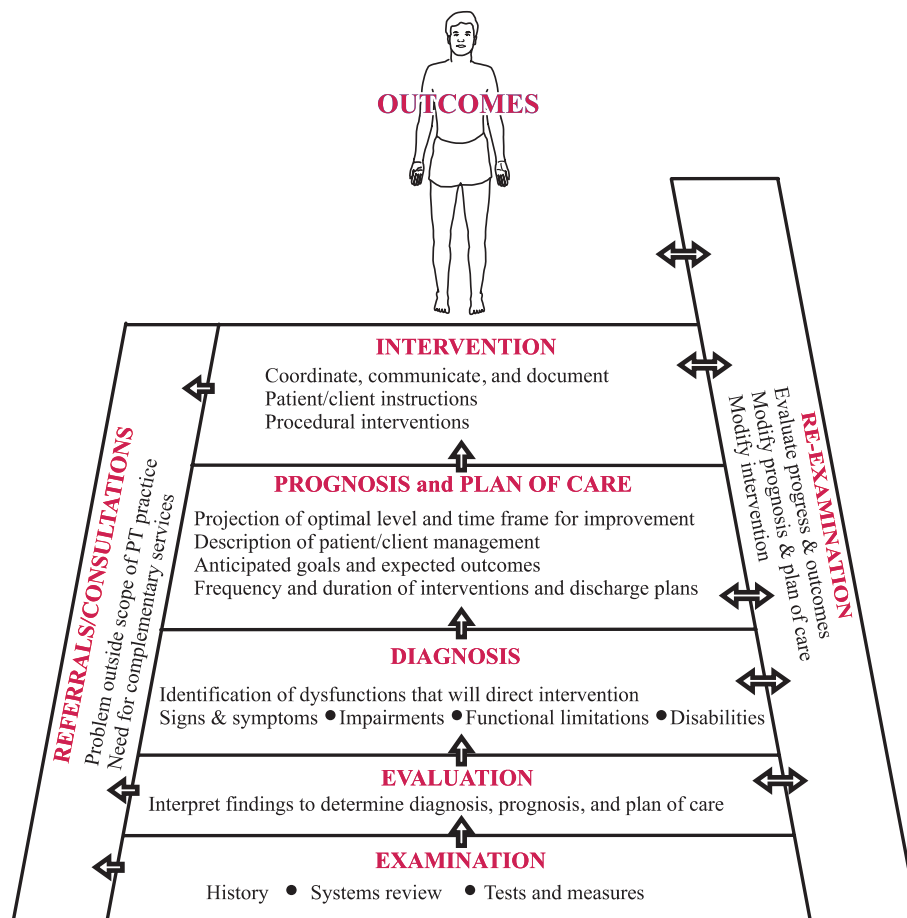 OUTCOMES
INTERVENTION
Coordinate, communicate, and document
Patient/client instructions
Procedural interventions
PROGNOSIS and PLAN OF CARE
Projection of optimal level and time frame for improvement
Description of patient/client management
Anticipated goals and expected outcomes
Frequency and duration of interventions and discharge plans
DIAGNOSIS
Identification of dysfunctions that will direct intervention
Signs & symptoms ● Impairments ● Functional limitations ● Disabilities
EVALUATION
Interpret findings to determine diagnosis, prognosis, and plan of care
EXAMINATION
History ● Systems review ● Tests and measures
REFERRALS/CONSULTATIONS
Problem outside scope of PT practice
Need for complementary services
RE-EXAMINATION
Evaluate progress & outcomes
Modify prognosis & plan of care
Modify intervention